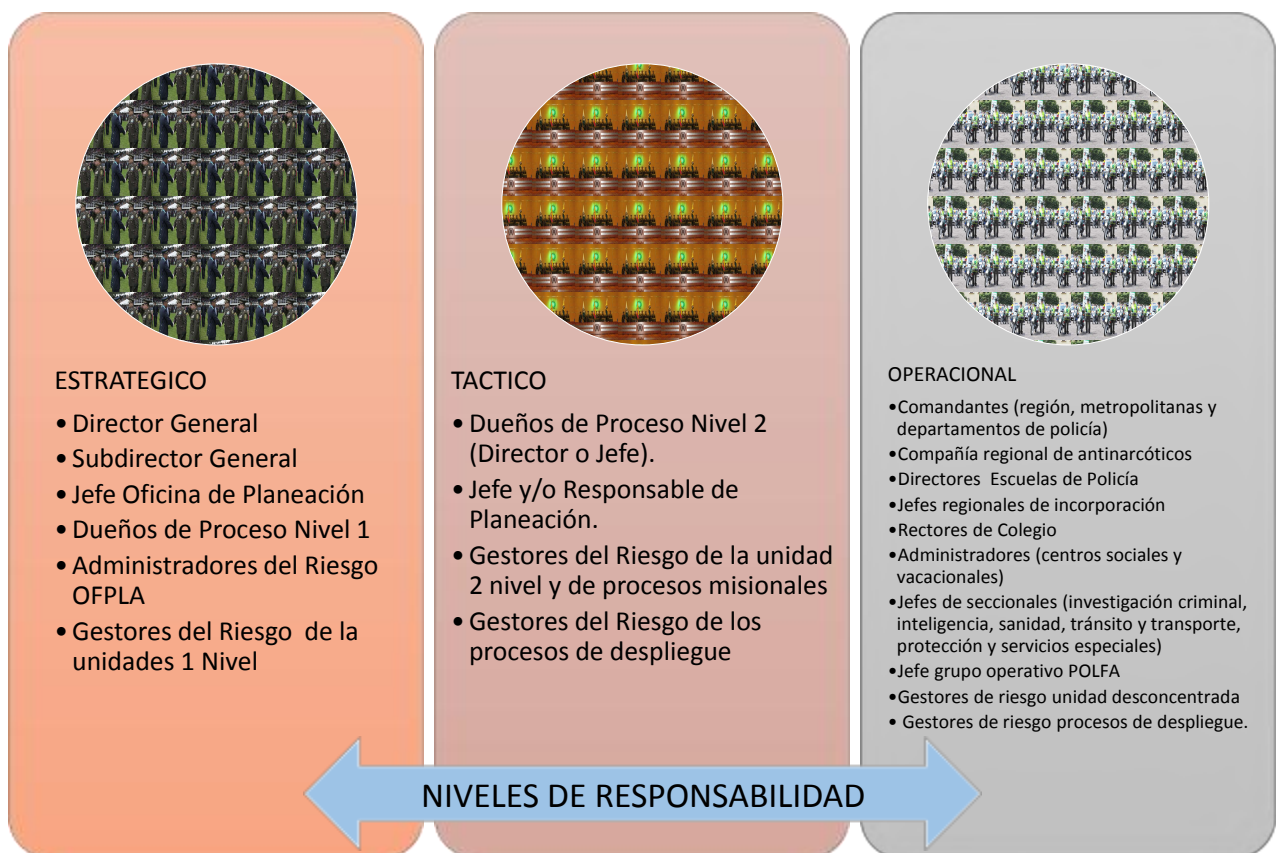 ESTRATEGICO
• Director General
• Subdirector General
• Jefe Oficina de Planeación
• Dueños de Proceso Nivel 1
• Administradores del Riesgo
OFPLA
• Gestores del Riesgo de la
unidades 1 Nivel
TACTICO
• Dueños de Proceso Nivel 2
(Director o Jefe).
• Jefe y/o Responsable de
Planeación.
• Gestores del Riesgo de la unidad
2 nivel y de procesos misionales
• Gestores del Riesgo de los
procesos de despliegue
OPERACIONAL
•Comandantes (región, metropolitanas y
departamentos de policía)
•Compañía regional de antinarcóticos
•Directores Escuelas de Policía
•Jefes regionales de incorporación
•Rectores de Colegio
•Administradores (centros sociales y
vacacionales)
•Jefes de seccionales (investigación criminal,
inteligencia, sanidad, tránsito y transporte,
protección y servicios especiales)
•Jefe grupo operativo POLFA
•Gestores de riesgo unidad desconcentrada
• Gestores de riesgo procesos de despliegue.
NIVELES DE RESPONSABILIDAD